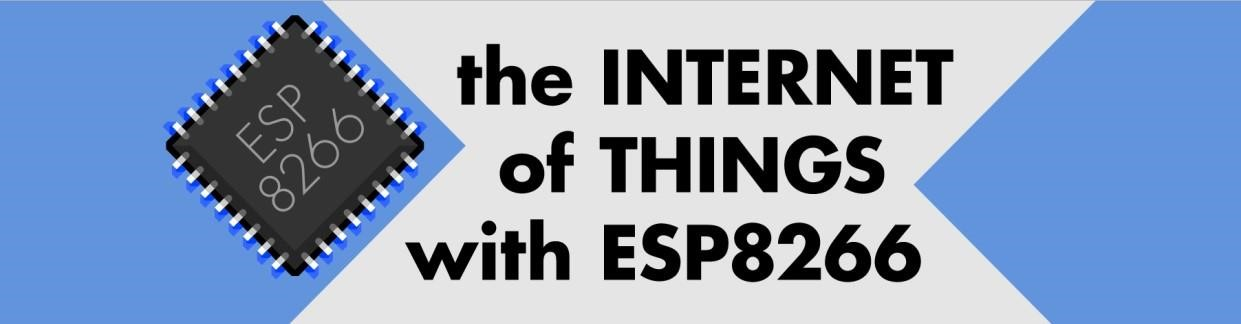 ESP
8266
the INTERNET
of THINGS
with ESP8266